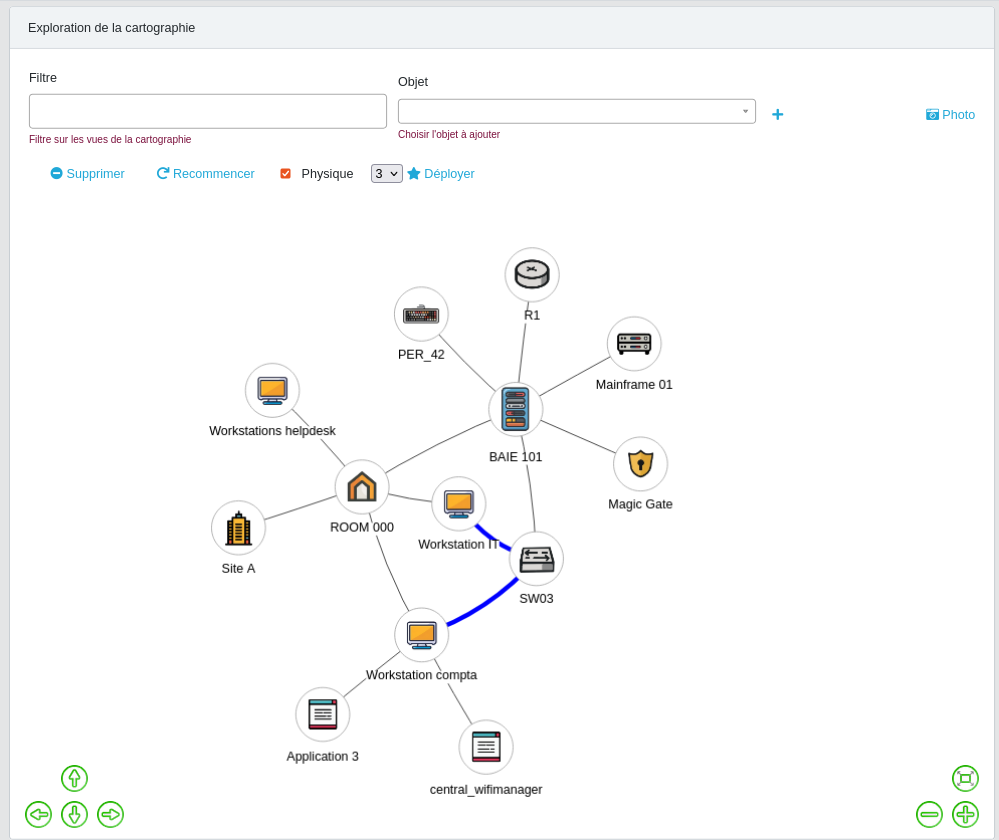 Exploration de la cartographie
Filtre
Objet
Filtre sur les vues de la cartographie
Choisir l'objet à ajouter
Photo
Supprimer
Recommencer
Physique
3
Déployer
R1
PER_42
Mainframe 01
Workstations helpdesk
BAIE 101
Magic Gate
ROOM 000
Workstation IT
Site A
SW03
Workstation compta
Application 3
central_wifimanager